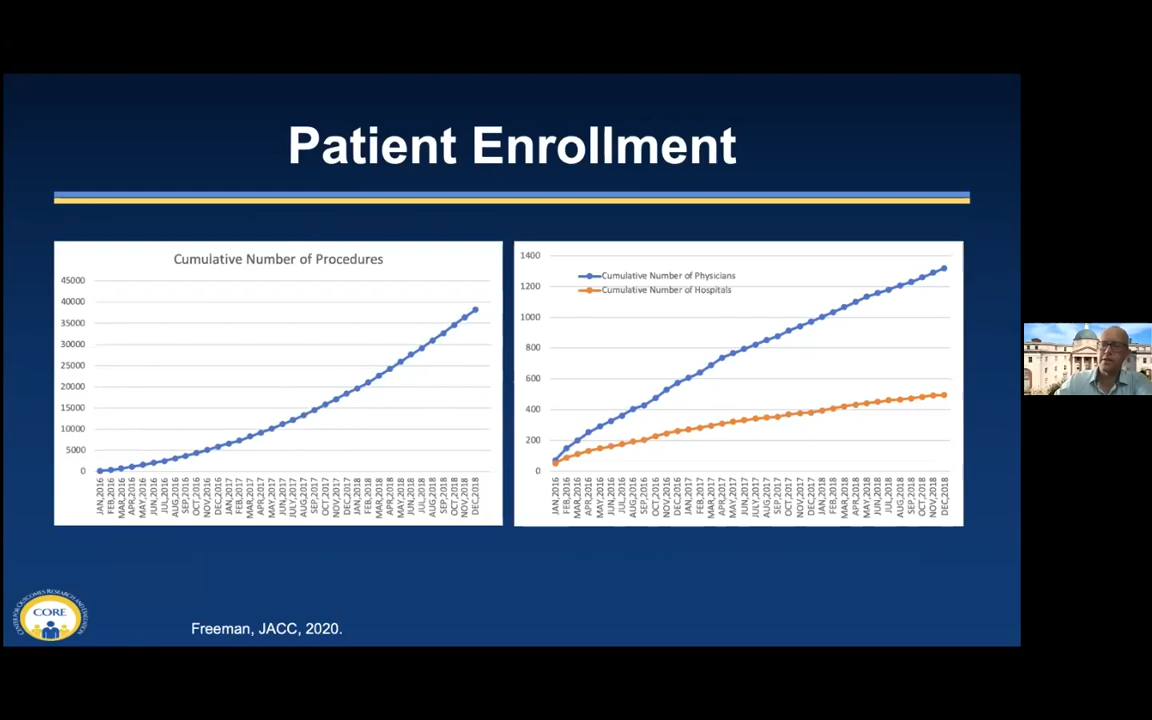 Patient Enrollment
Cumulative Number of Procedures
45000
40000
35000
30000
25000
20000
15000
10000
5000
0
JAN,2016
FEB,2016
MAR,2016
APR,2016
MAY,2016
JUN,2016
JUL,2016
AUG,2016
SEP,2016
OCT,2016
NOV,2016
DEC,2016
JAN,2017
FEB,2017
MAR,2017
APR,2017
MAY,2017
JUN,2017
JULY,2017
AUG,2017
SEP,2017
OCT,2017
NOV,2017
DEC,2017
JAN,2018
FEB,2018
MAR,2018
APR,2018
MAY,2018
JUN,2018
JUL,2018
AUG,2018
SEP,2018
OCT,2018
NOV,2018
DEC,2018
1400
1200
1000
800
600
400
200
0
Cumulative Number of Physicians
Cumulative Number of Hospitals
JAN,2016
FEB,2016
MAR,2016
APR,2016
MAY,2016
JUN,2016
JUL,2016
AUG,2016
SEP,2016
OCT,2016
NOV,2016
DEC,2016
JAN,2017
FEB,2017
MAR,2017
APR,2017
MAY,2017
JUN,2017
JULY,2017
AUG,2017
SEP,2017
OCT,2017
NOV,2017
DEC,2017
JAN,2018
FEB,2018
MAR,2018
APR,2018
MAY,2018
JUN,2018
JUL,2018
AUG,2018
SEP,2018
OCT,2018
NOV,2018
DEC,2018
CENTER FOR OUTCOMES RESEARCH AND EVALUATION
CORE
Freeman, JACC, 2020.